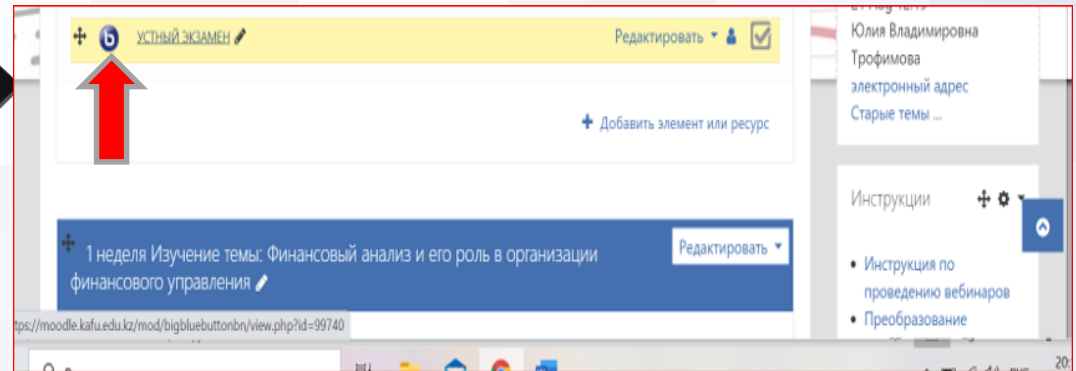 УСТНЫЙ ЭКЗАМЕН
Редактировать
Добавить элемент или ресурс
1 неделя Изучение темы: Финансовый анализ и его роль в организации
финансового управления
Редактировать
tps://moodle.kafu.edu.kz/mod/bigbluebuttonbn/view.php?id=99740
Юлия Владимировна
Трофимова
электронный адрес
Старые темы ...
Инструкции
• Инструкция по
проведению вебинаров
• Преобразование
20: